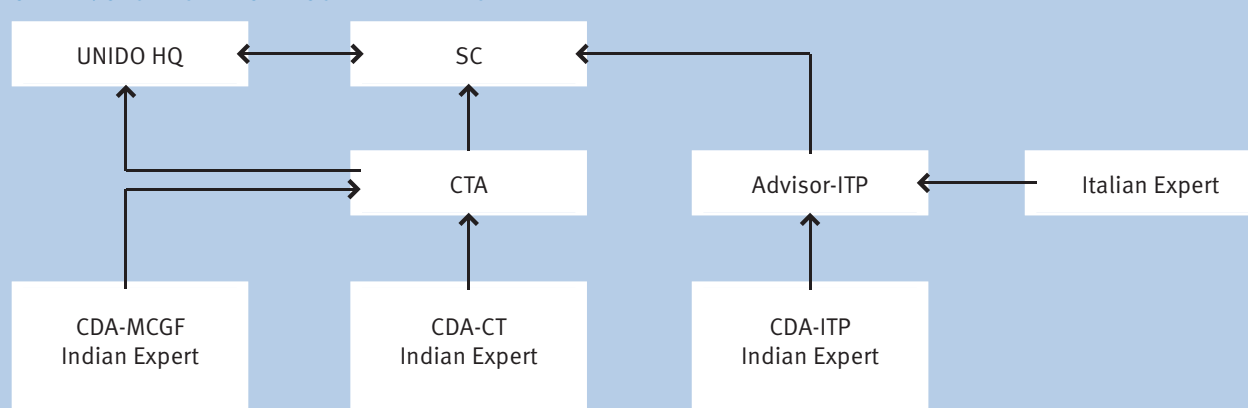 UNIDO HQ
SC
CTA
Advisor-ITP
Italian Expert
CDA-MCGF
Indian Expert
CDA-CT
Indian Expert
CDA-ITP
Indian Expert